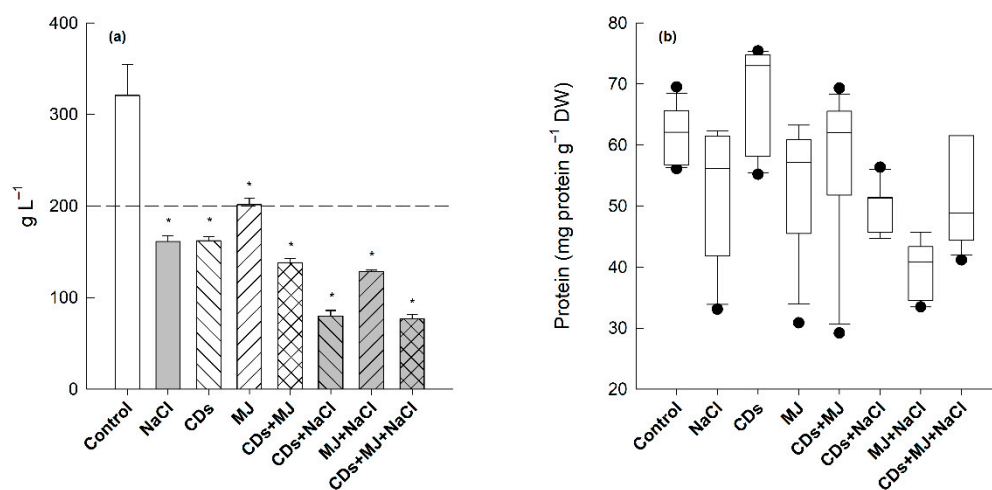 (a)
g L⁻¹
400
300
200
100
0
*
*
*
*
*
*
*
Control
NaCl
CDs
MJ
CDs+MJ
CDs+NaCl
MJ+NaCl
CDs+MJ+NaCl
(b)
Protein (mg protein g⁻¹ DW)
80
70
60
50
40
30
20
Control
NaCl
CDs
MJ
CDs+MJ
CDs+NaCl
MJ+NaCl
CDs+MJ+NaCl